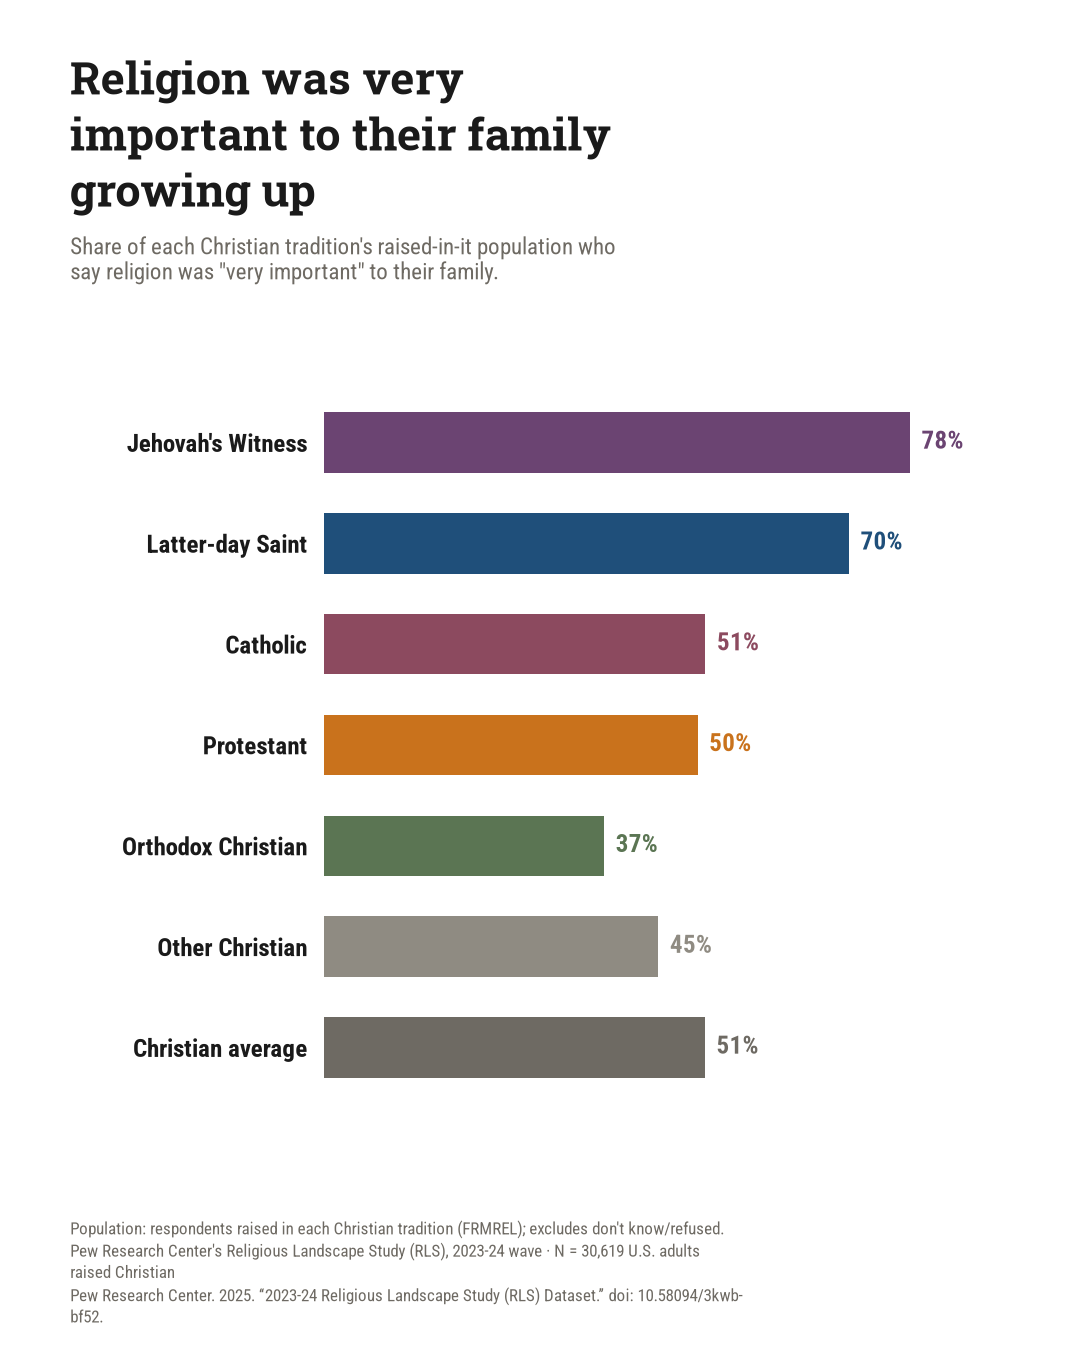 Religion was very
important to their family
growing up
Share of each Christian tradition's raised-in-it population who
say religion was "very important" to their family.
Jehovah's Witness 78%
Latter-day Saint 70%
Catholic 51%
Protestant 50%
Orthodox Christian 37%
Other Christian 45%
Christian average 51%
Population: respondents raised in each Christian tradition (FRMREL); excludes don't know/refused.
Pew Research Center's Religious Landscape Study (RLS), 2023-24 wave · N = 30,619 U.S. adults
raised Christian
Pew Research Center. 2025. “2023-24 Religious Landscape Study (RLS) Dataset.” doi: 10.58094/3kwb-
bf52.